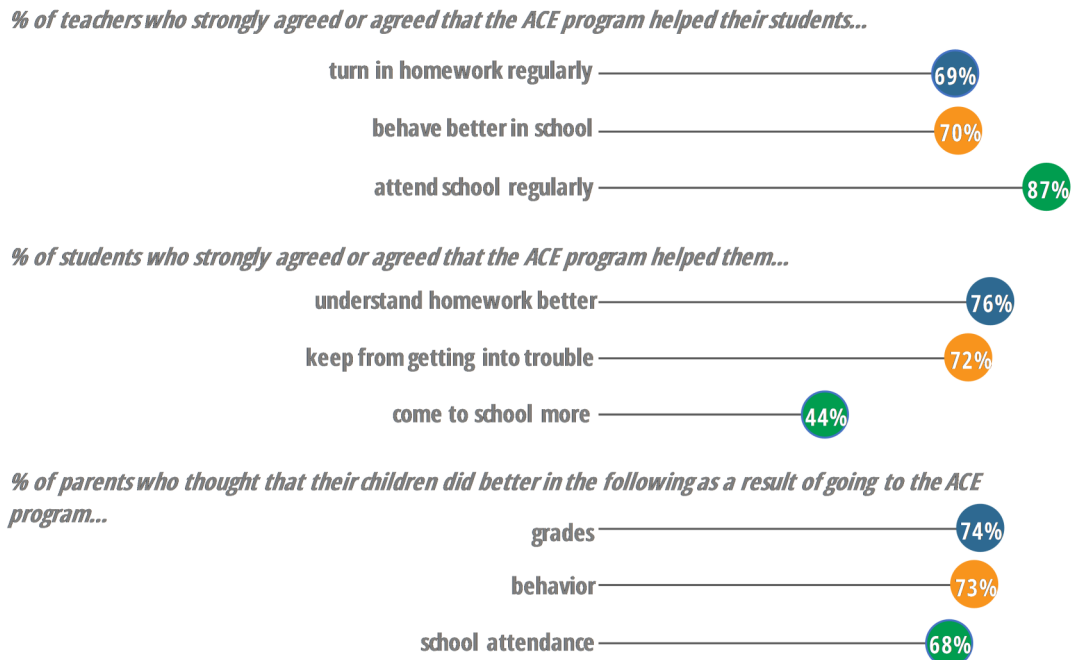 % of teachers who strongly agreed or agreed that the ACE program helped their students...
turn in homework regularly 69%
behave better in school 70%
attend school regularly 87%
% of students who strongly agreed or agreed that the ACE program helped them...
understand homework better 76%
keep from getting into trouble 72%
come to school more 44%
% of parents who thought that their children did better in the following as a result of going to the ACE
program...
grades 74%
behavior 73%
school attendance 68%